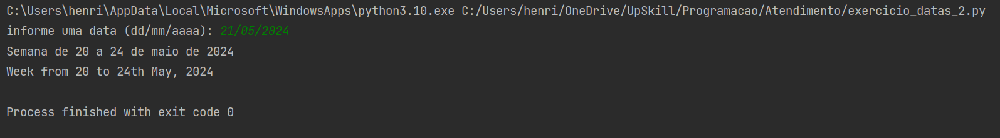 C:\Users\henri\AppData\Local\Microsoft\WindowsApps\python3.10.exe C:/Users/henri/OneDrive/UpSkill/Programacao/Atendimento/exercicio_datas_2.py
informe uma data (dd/mm/aaaa): 21/05/2024
Semana de 20 a 24 de maio de 2024
Week from 20 to 24th May, 2024
Process finished with exit code 0